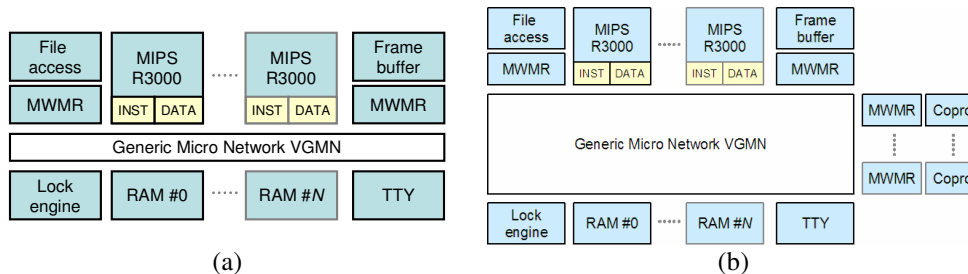 File access
MIPS R3000
.....
MIPS R3000
Frame buffer
MWMR
INST
DATA
INST
DATA
MWMR
Generic Micro Network VGMN
Lock engine
RAM #0
.....
RAM #N
TTY
(a)
File access
MIPS R3000
MIPS R3000
Frame buffer
MWMR
INST
DATA
INST
DATA
MWMR
Generic Micro Network VGMN
MWMR
Copro
MWMR
Copro
Lock engine
RAM #0
RAM #N
TTY
(b)